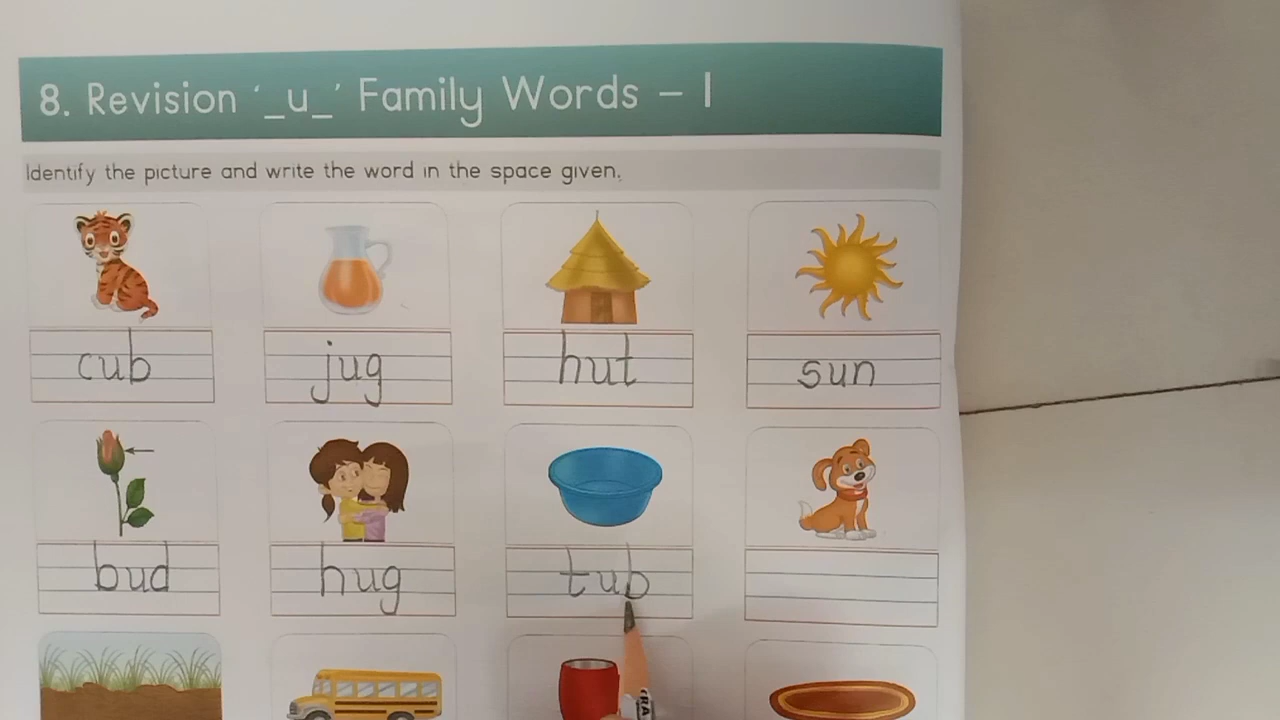 8. Revision ‘_u_’ Family Words – 1
Identify the picture and write the word in the space given.
cub jug hut sun
bud hug tub